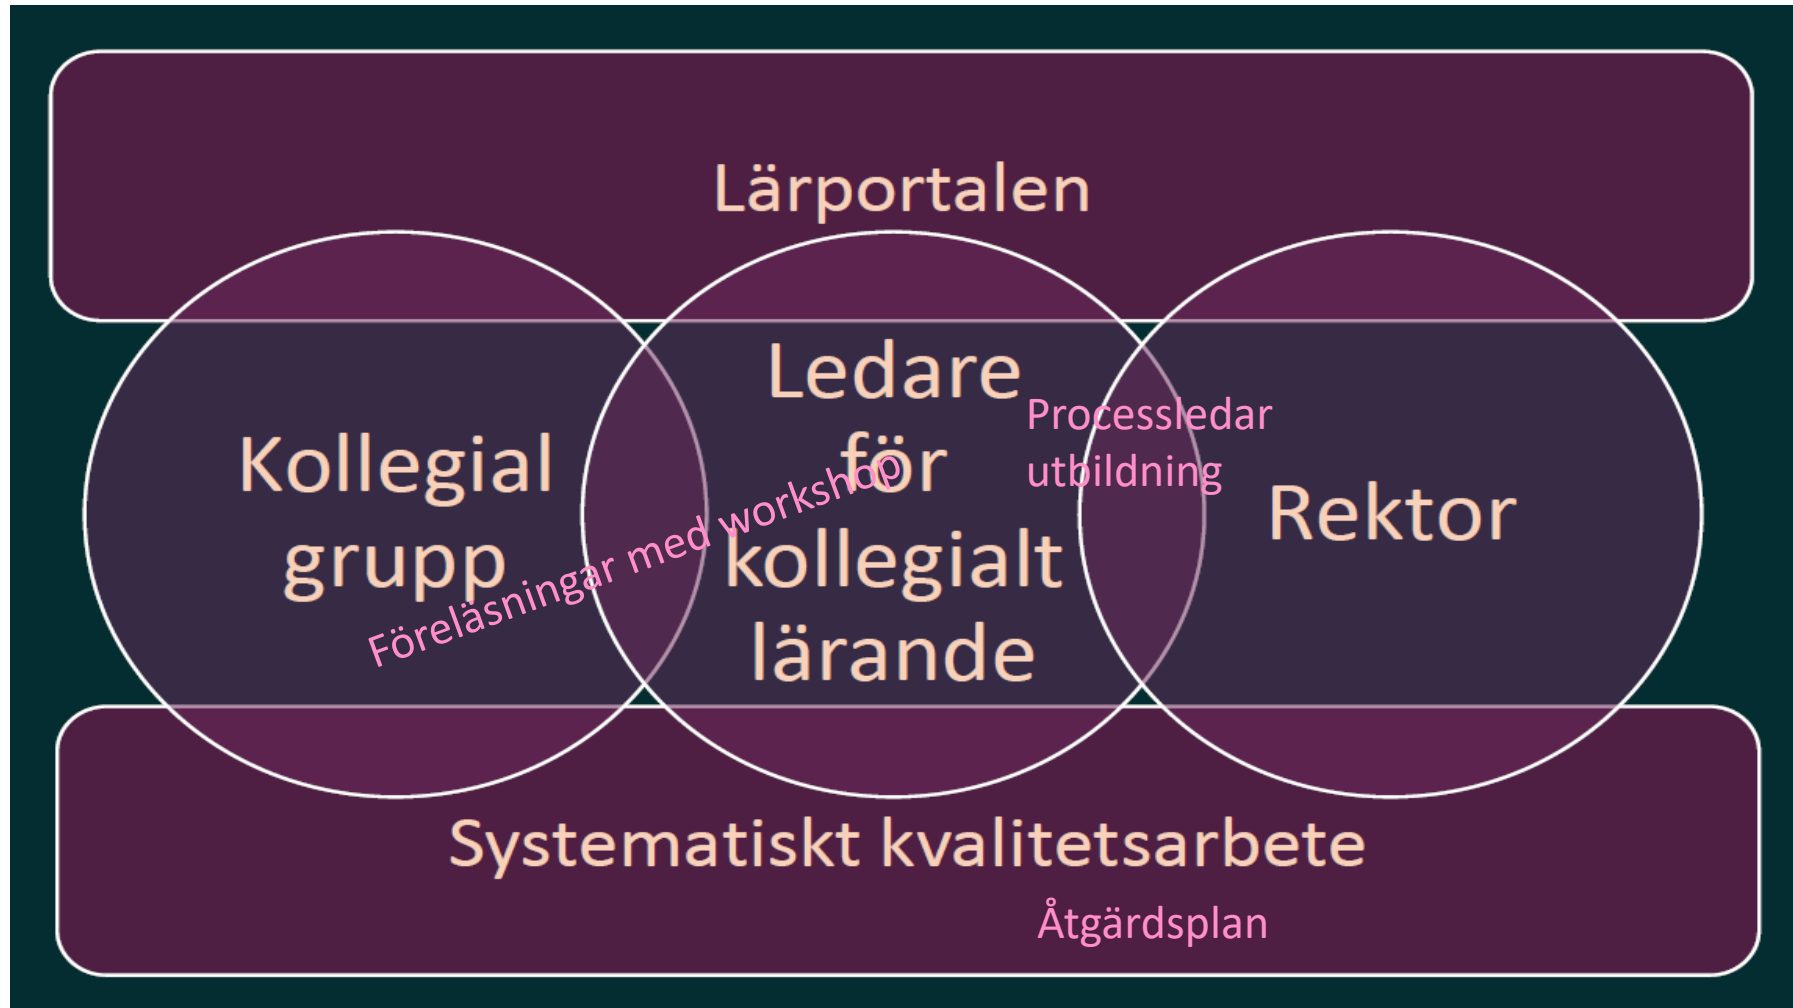 Lärportalen
Kollegial
grupp
Ledare
för
kollegialt
lärande
Rektor
Processledar
utbildning
Föreläsningar med workshop
Systematiskt kvalitetsarbete
Åtgärdsplan